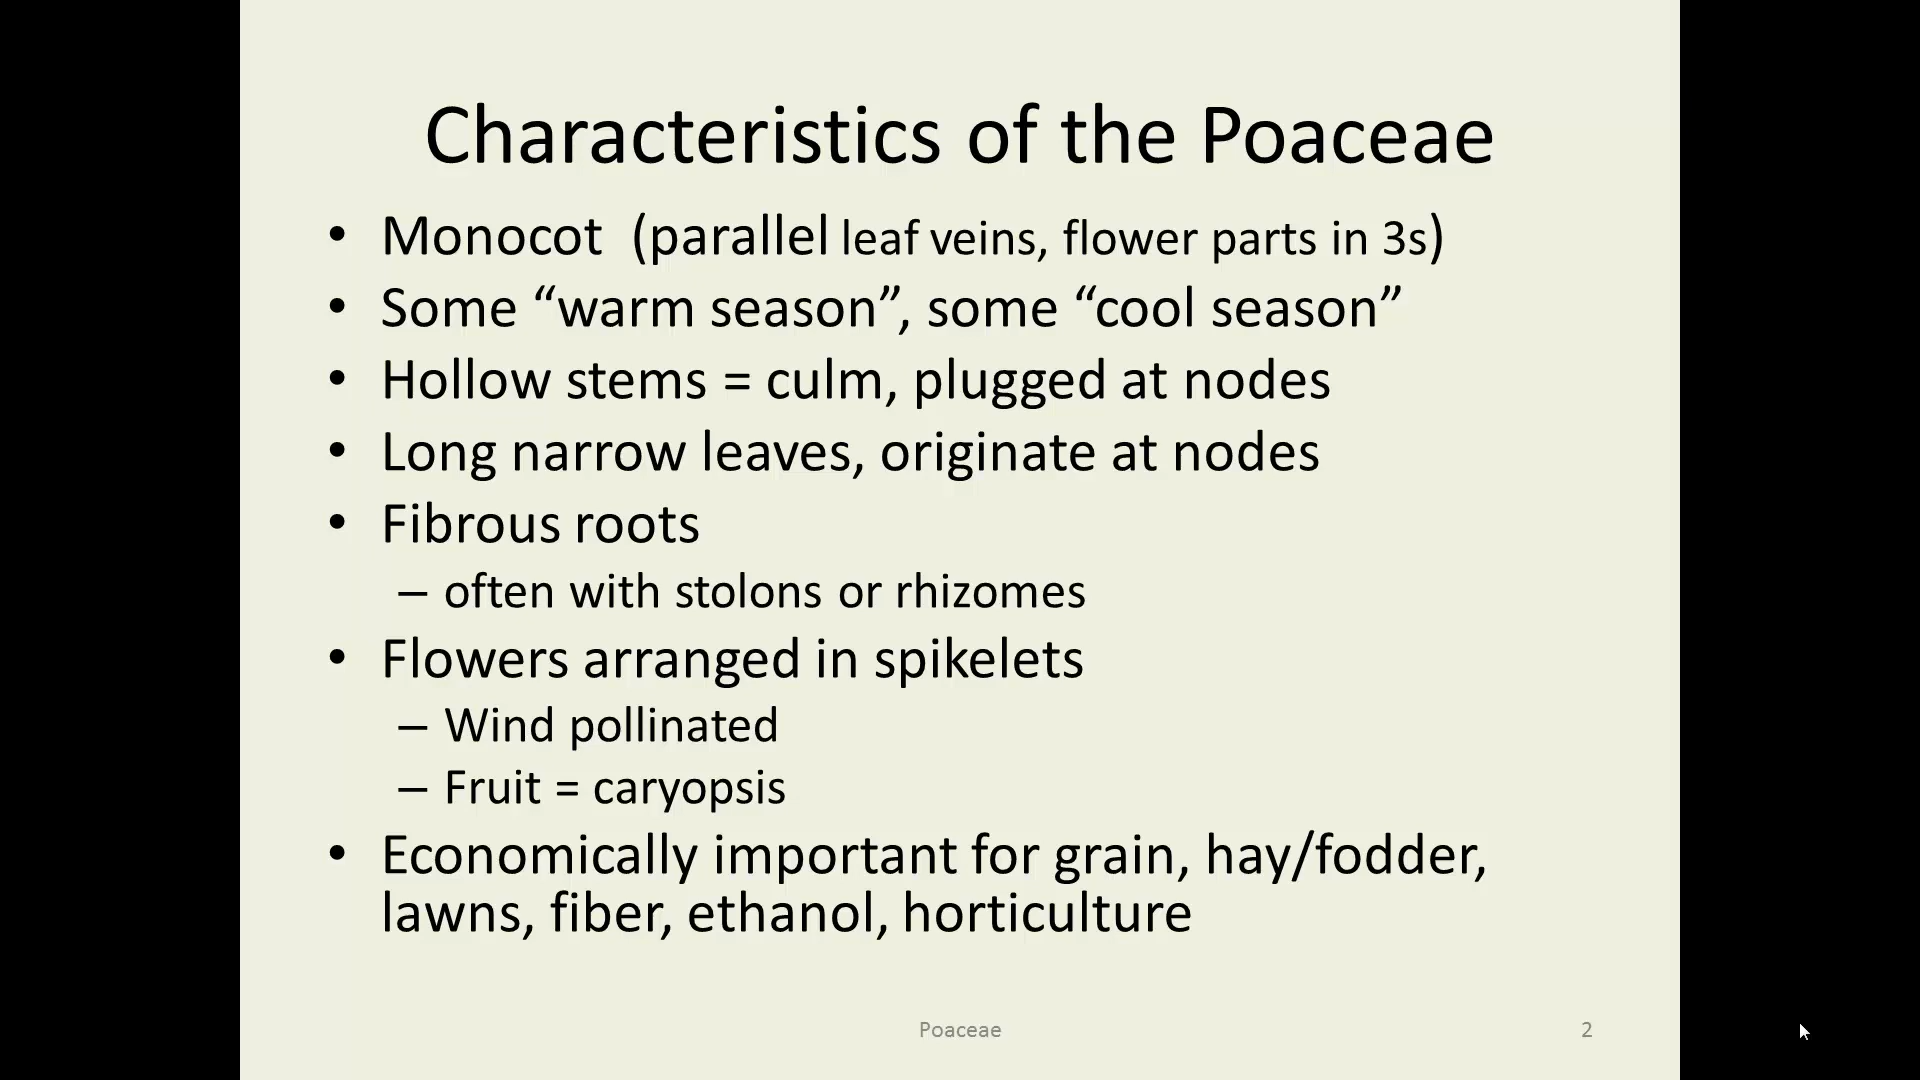 Characteristics of the Poaceae
• Monocot  (parallel leaf veins, flower parts in 3s)
• Some “warm season”, some “cool season”
• Hollow stems = culm, plugged at nodes
• Long narrow leaves, originate at nodes
• Fibrous roots
– often with stolons or rhizomes
• Flowers arranged in spikelets
– Wind pollinated
– Fruit = caryopsis
• Economically important for grain, hay/fodder,
lawns, fiber, ethanol, horticulture
Poaceae
2